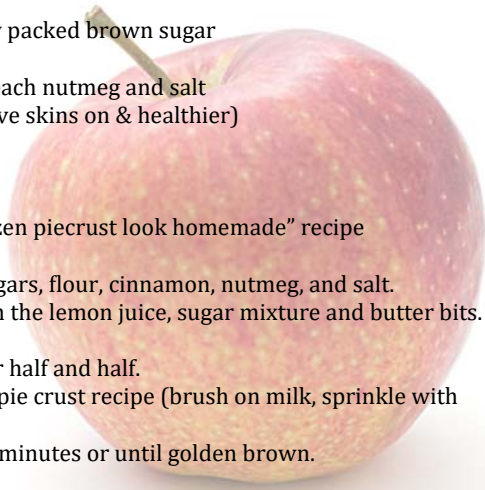 packed brown sugar
each nutmeg and salt
ve skins on & healthier)
zen piecrust look homemade” recipe
gars, flour, cinnamon, nutmeg, and salt.
the lemon juice, sugar mixture and butter bits.
half and half.
pie crust recipe (brush on milk, sprinkle with
minutes or until golden brown.